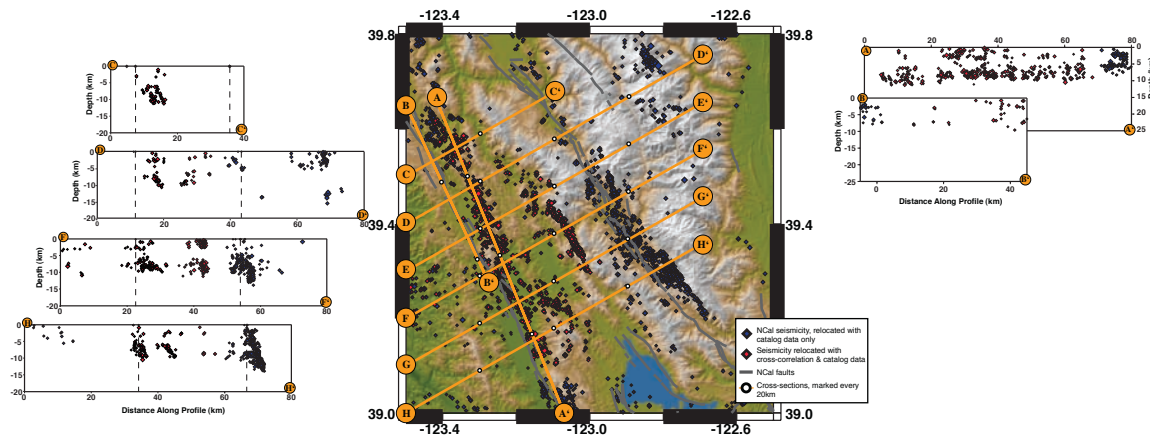 -123.4 -123.0 -122.6
39.8 39.8
39.4 39.4
39.0 39.0
-123.4 -123.0 -122.6
A B C‘ D‘ E‘ F‘ G‘ H‘
C D E F G H B‘ A‘
NCal seismicity, relocated with
catalog data only
Seismicity relocated with
cross-correlation & catalog data
NCal faults
Cross-sections, marked every
20km
C
Depth (km)
0
-5
-10
-15
-20
0 20 40
C‘
D
Depth (km)
0
-5
-10
-15
-20
0 20 40 60 80
D‘
F
Depth (km)
0
-5
-10
-15
-20
0 20 40 60 80
F‘
H
Depth (km)
0
-5
-10
-15
-20
0 20 40 60 80
H‘
Distance Along Profile (km)
0 10 20 30 40 50 60 70 80
A
0
5
10
15
20
25
A‘
B
Depth (km)
0
-5
-10
-15
-20
-25
0 20 40
B‘
Distance Along Profile (km)